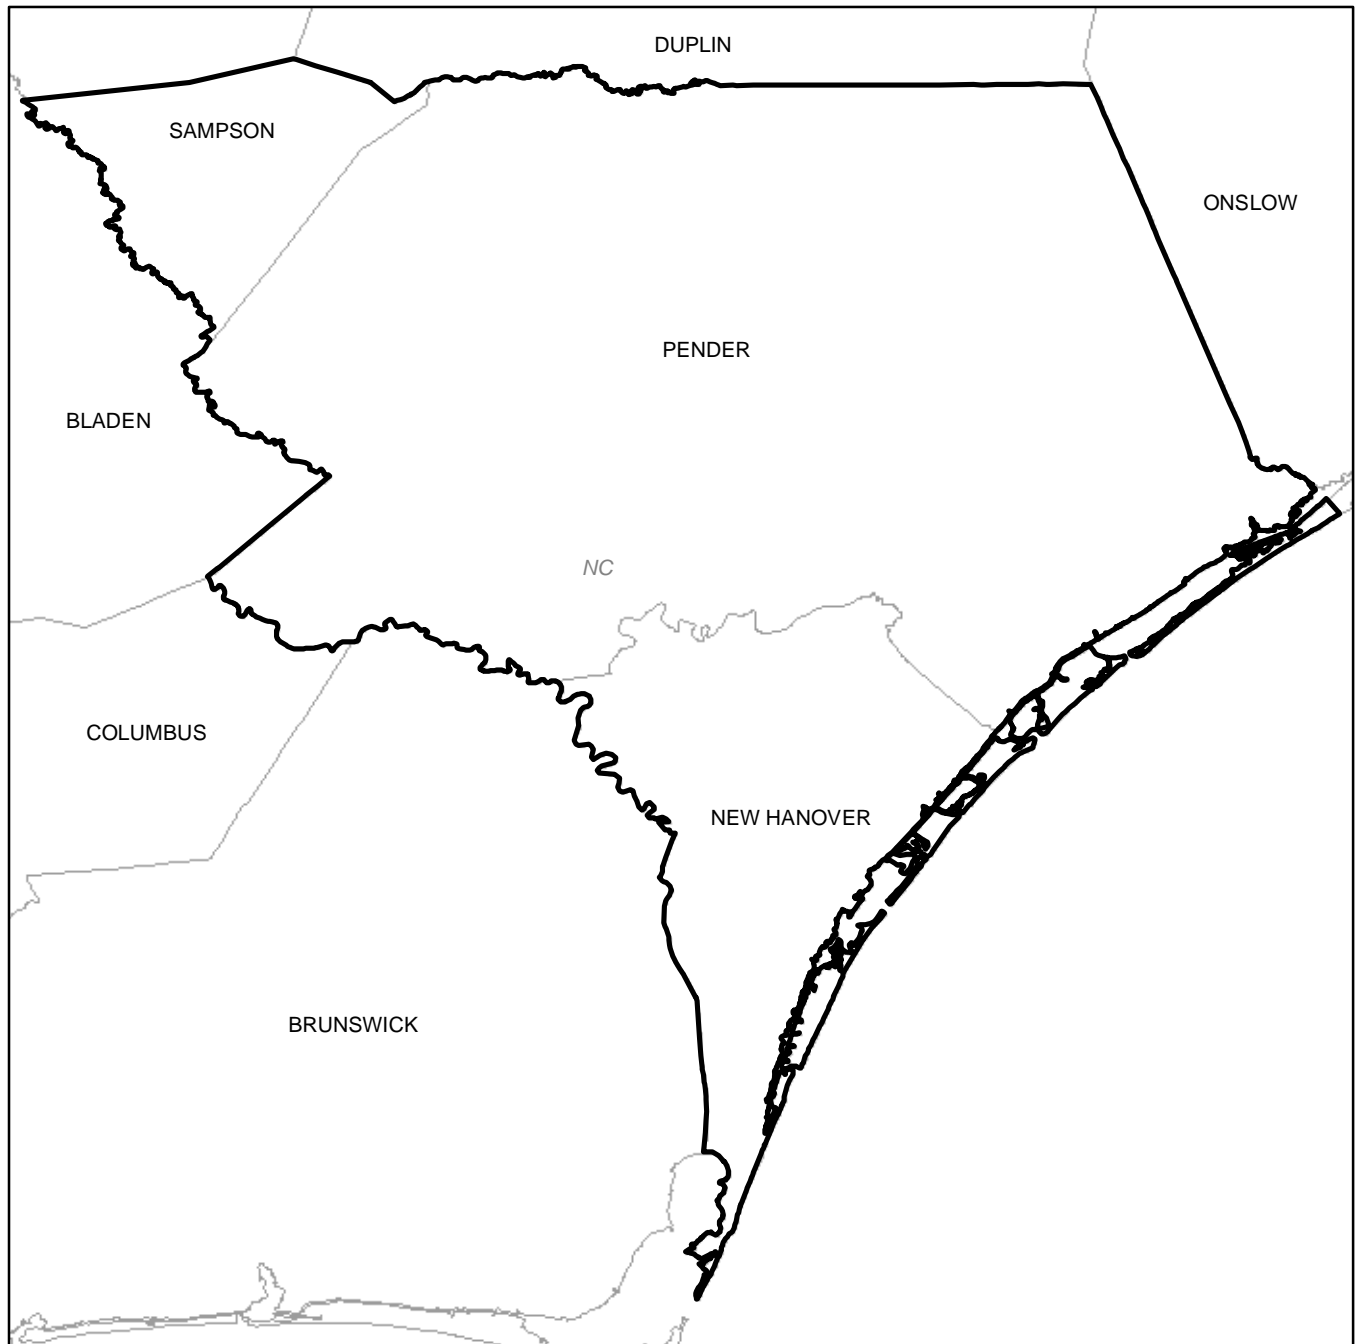 DUPLIN
SAMPSON
ONSLOW
PENDER
BLADEN
NC
COLUMBUS
NEW HANOVER
BRUNSWICK